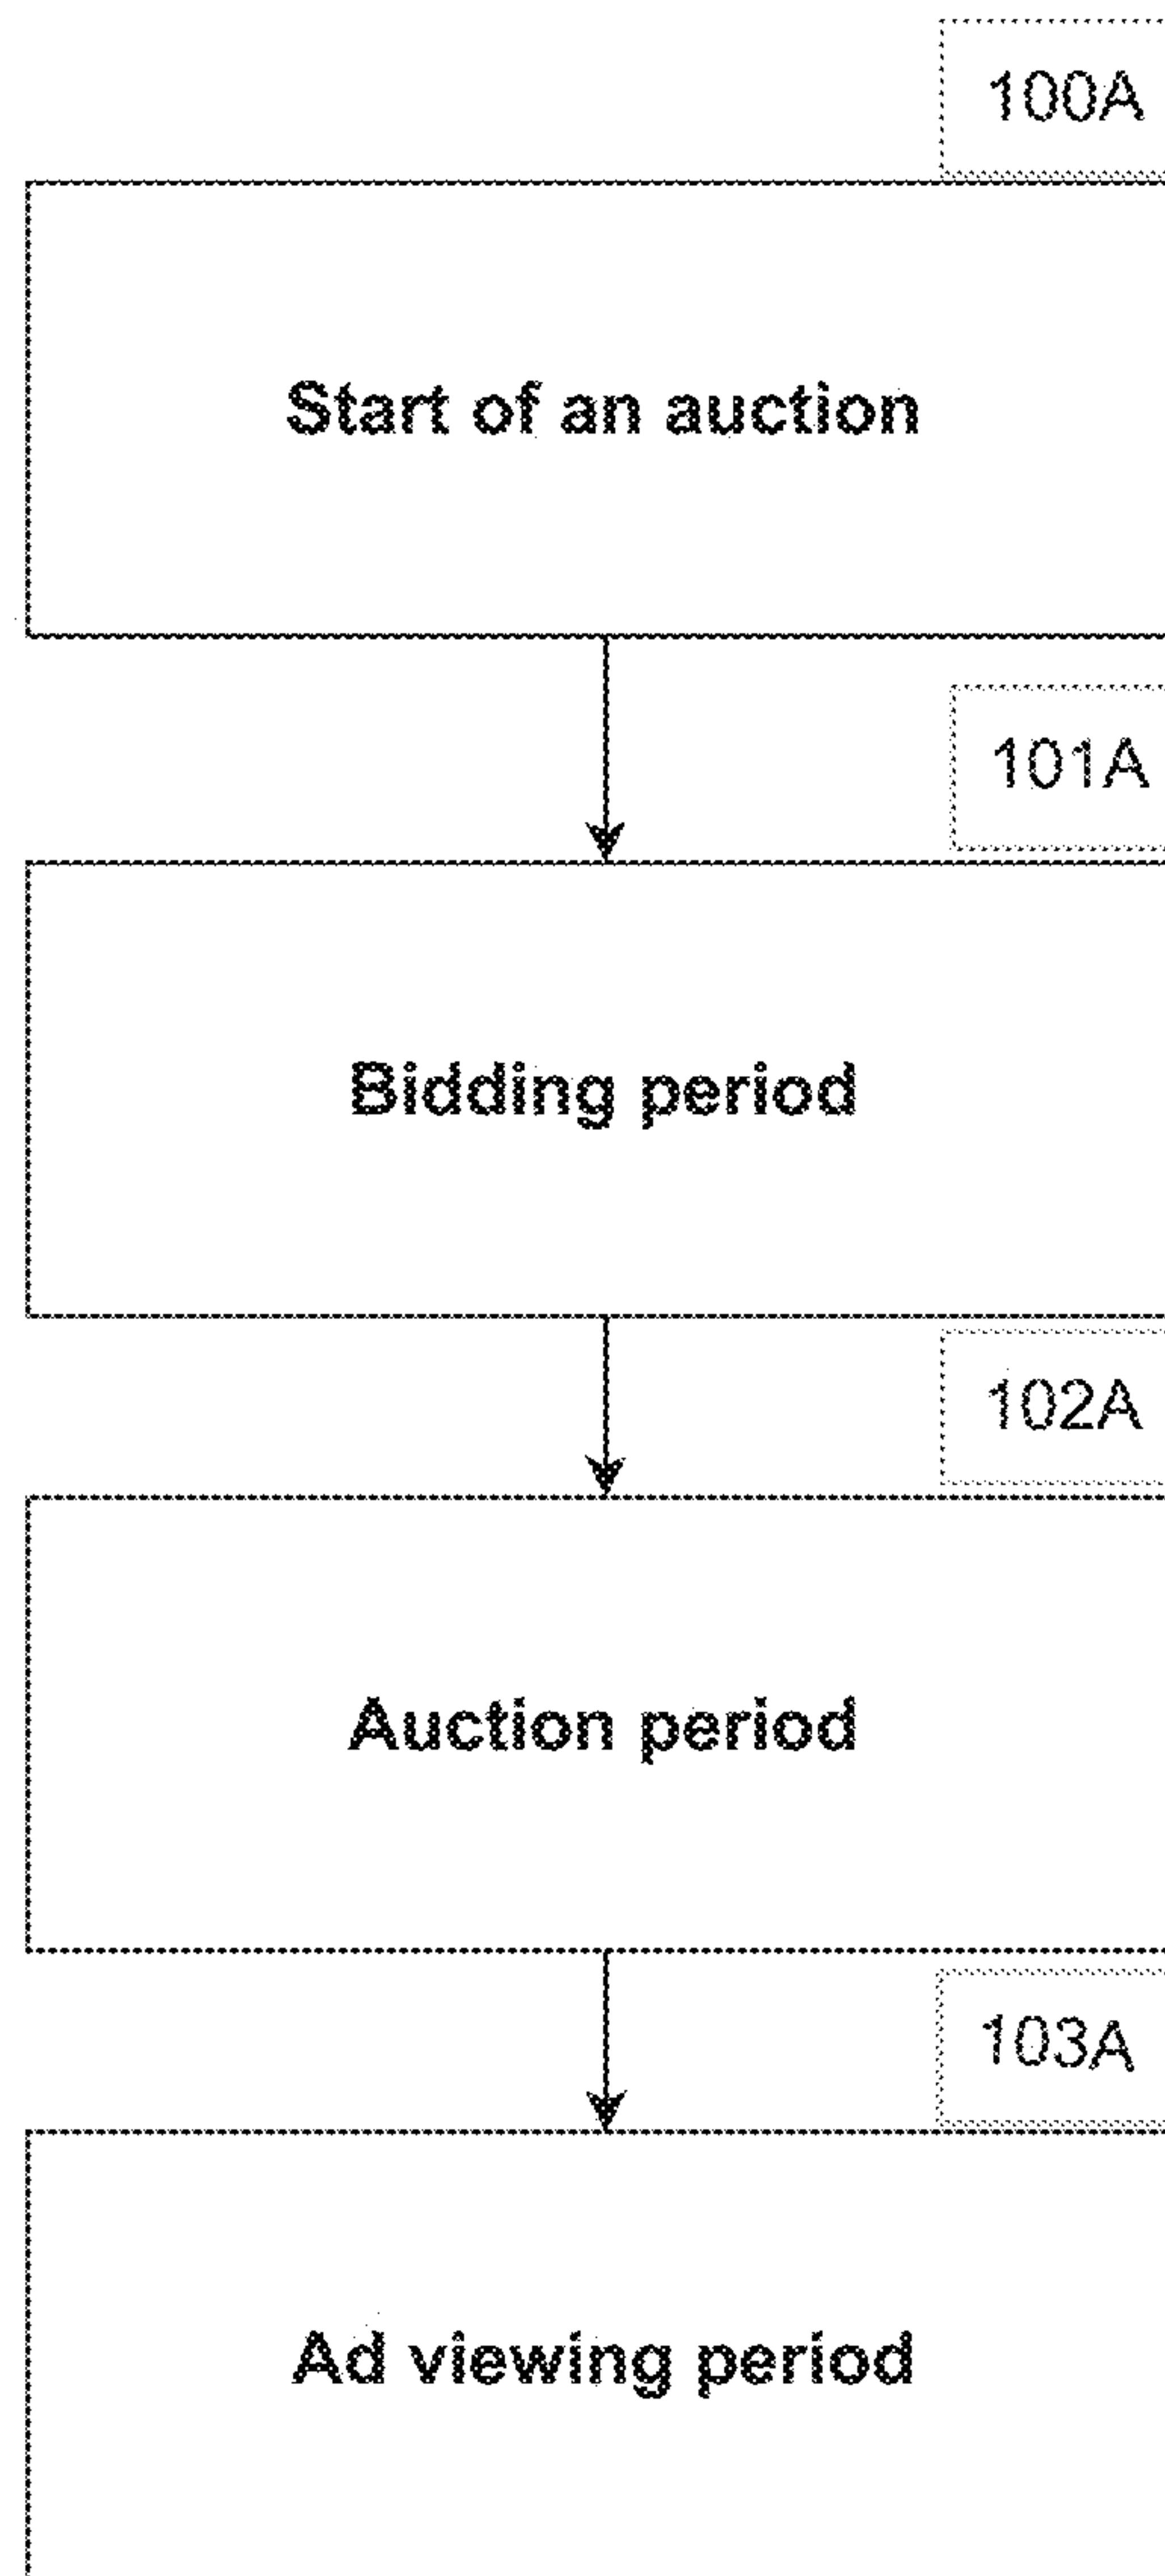 100A
Start of an auction
101A
Bidding period
102A
Auction period
103A
Ad viewing period